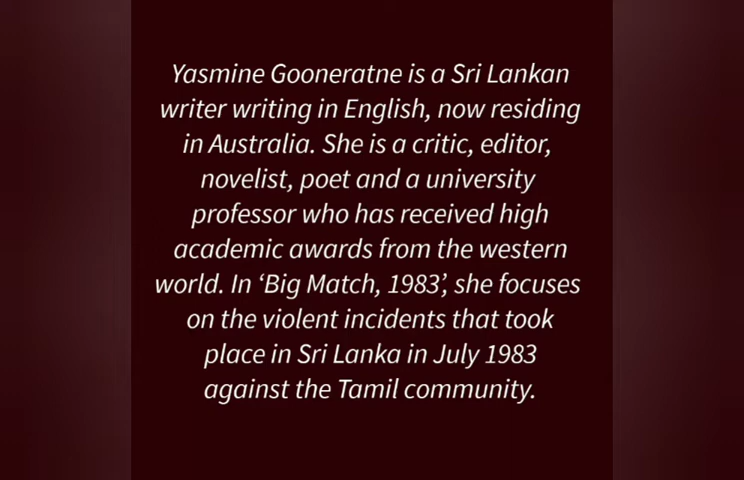 Yasmine Gooneratne is a Sri Lankan
writer writing in English, now residing
in Australia. She is a critic, editor,
novelist, poet and a university
professor who has received high
academic awards from the western
world. In ‘Big Match, 1983’, she focuses
on the violent incidents that took
place in Sri Lanka in July 1983
against the Tamil community.